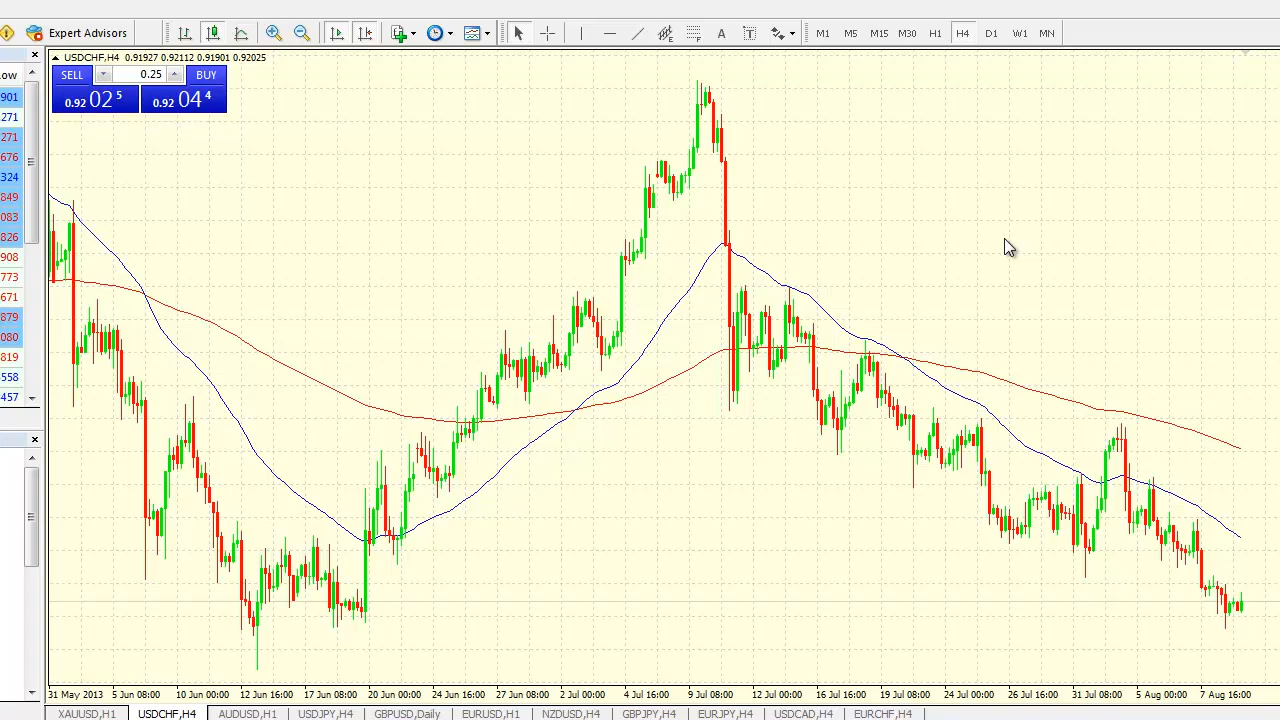 Expert Advisors
A
T
M1 M5 M15 M30 H1 H4 D1 W1 MN
USDCHF,H4 0.91927 0.92112 0.91901 0.92025
SELL 0.25 BUY
0.92 02 5 0.92 04 4
901
271
271
676
324
849
083
826
908
773
671
879
080
819
558
457
31 May 2013 5 Jun 08:00 10 Jun 00:00 12 Jun 16:00 17 Jun 08:00 20 Jun 00:00 24 Jun 16:00 27 Jun 08:00 2 Jul 00:00 4 Jul 16:00 9 Jul 08:00 12 Jul 00:00 16 Jul 16:00 19 Jul 08:00 24 Jul 00:00 26 Jul 16:00 31 Jul 08:00 5 Aug 00:00 7 Aug 16:00
XAUUSD,H1 USDCHF,H4 AUDUSD,H1 USDJPY,H4 GBPUSD,Daily EURUSD,H1 NZDUSD,H4 GBPJPY,H4 EURJPY,H4 USDCAD,H4 EURCHF,H4